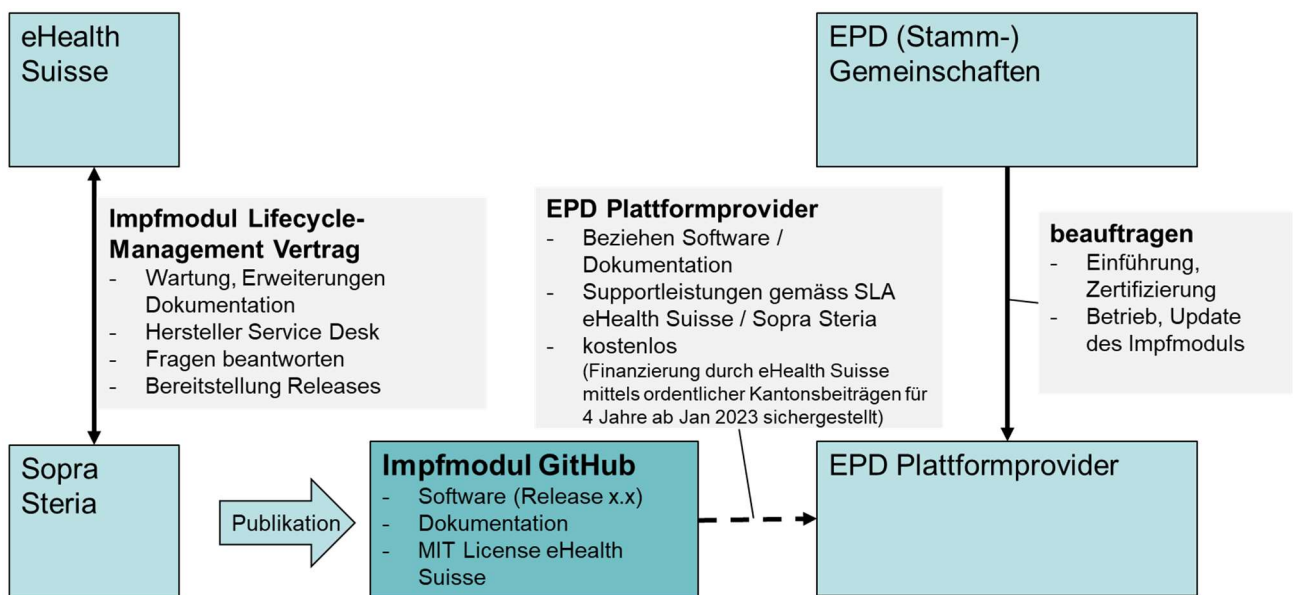 eHealth
Suisse
EPD (Stamm-)
Gemeinschaften
Impfmodul Lifecycle-
Management Vertrag
- Wartung, Erweiterungen
Dokumentation
- Hersteller Service Desk
- Fragen beantworten
- Bereitstellung Releases
EPD Plattformprovider
- Beziehen Software /
Dokumentation
- Supportleistungen gemäss SLA
eHealth Suisse / Sopra Steria
- kostenlos
(Finanzierung durch eHealth Suisse
mittels ordentlicher Kantonsbeiträgen für
4 Jahre ab Jan 2023 sichergestellt)
beauftragen
- Einführung,
Zertifizierung
- Betrieb, Update
des Impfmoduls
Sopra
Steria
Publikation
Impfmodul GitHub
- Software (Release x.x)
- Dokumentation
- MIT License eHealth
Suisse
EPD Plattformprovider